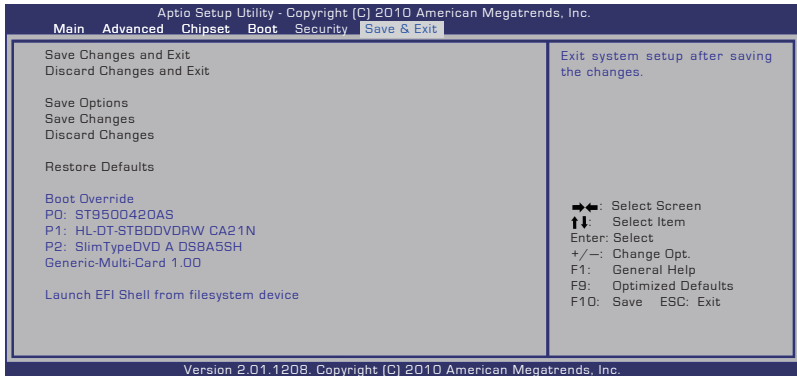 Aptio Setup Utility - Copyright (C) 2010 American Megatrends, Inc.
Main Advanced Chipset Boot Security Save & Exit
Save Changes and Exit
Discard Changes and Exit
Save Options
Save Changes
Discard Changes
Restore Defaults
Boot Override
P0: ST9500420AS
P1: HL-DT-STBDDVDRW CA21N
P2: SlimTypeDVD A DS8A5SH
Generic-Multi-Card 1.00
Launch EFI Shell from filesystem device
Exit system setup after saving
the changes.
→←: Select Screen
↑↓: Select Item
Enter: Select
+/—: Change Opt.
F1: General Help
F9: Optimized Defaults
F10: Save ESC: Exit
Version 2.01.1208. Copyright (C) 2010 American Megatrends, Inc.